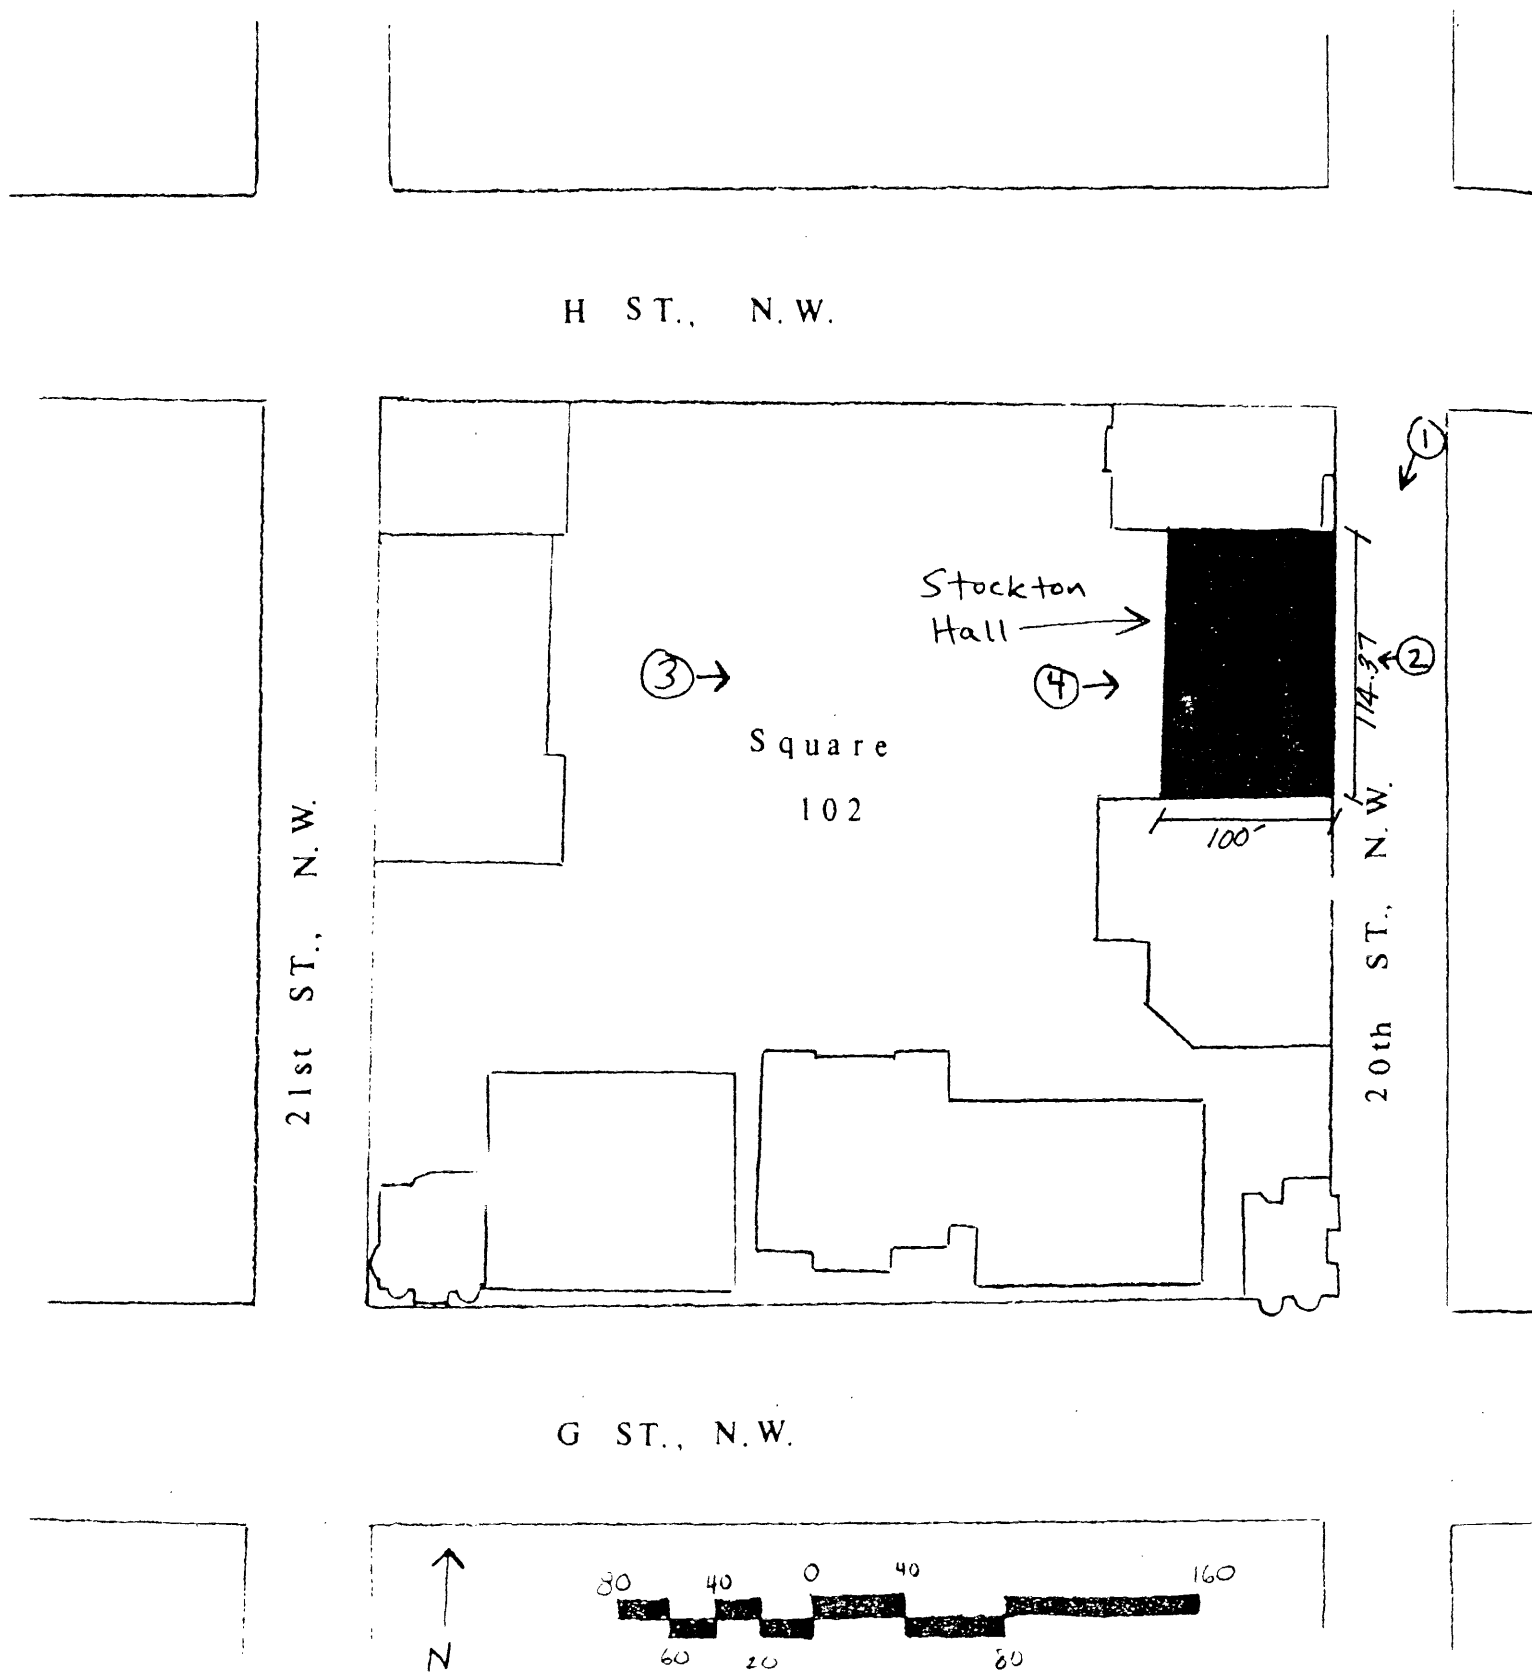 H ST., N.W.
1
Stockton
Hall
114.37
2
3
4
Square
102
100'
21st ST., N.W.
20th ST., N.W.
G ST., N.W.
N
80 40 0 40 160
60 20 80